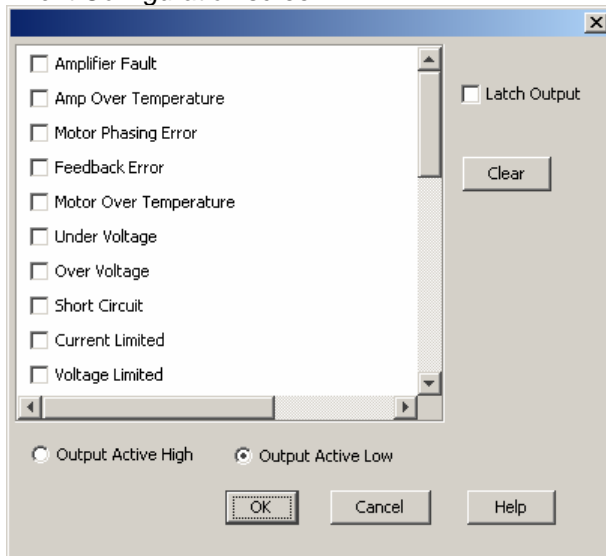 Amplifier Fault
Amp Over Temperature
Latch Output
Motor Phasing Error
Feedback Error
Clear
Motor Over Temperature
Under Voltage
Over Voltage
Short Circuit
Current Limited
Voltage Limited
Output Active High
Output Active Low
OK
Cancel
Help